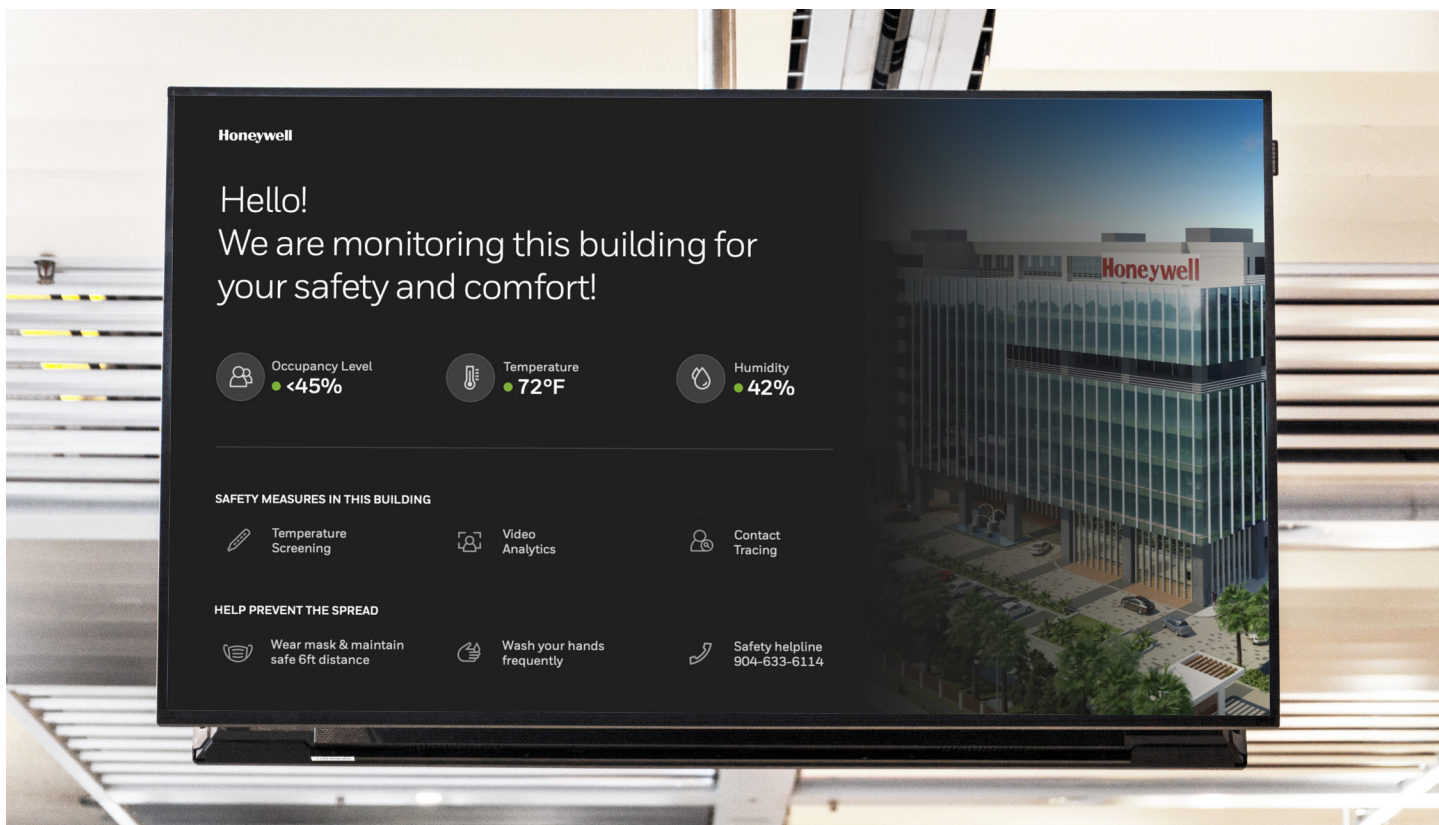 Honeywell
Hello!
We are monitoring this building for
your safety and comfort!
Occupancy Level
<45%
Temperature
72°F
Humidity
42%
Honeywell
SAFETY MEASURES IN THIS BUILDING
Temperature
Screening
Video
Analytics
Contact
Tracing
HELP PREVENT THE SPREAD
Wear mask & maintain
safe 6ft distance
Wash your hands
frequently
Safety helpline
904-633-6114